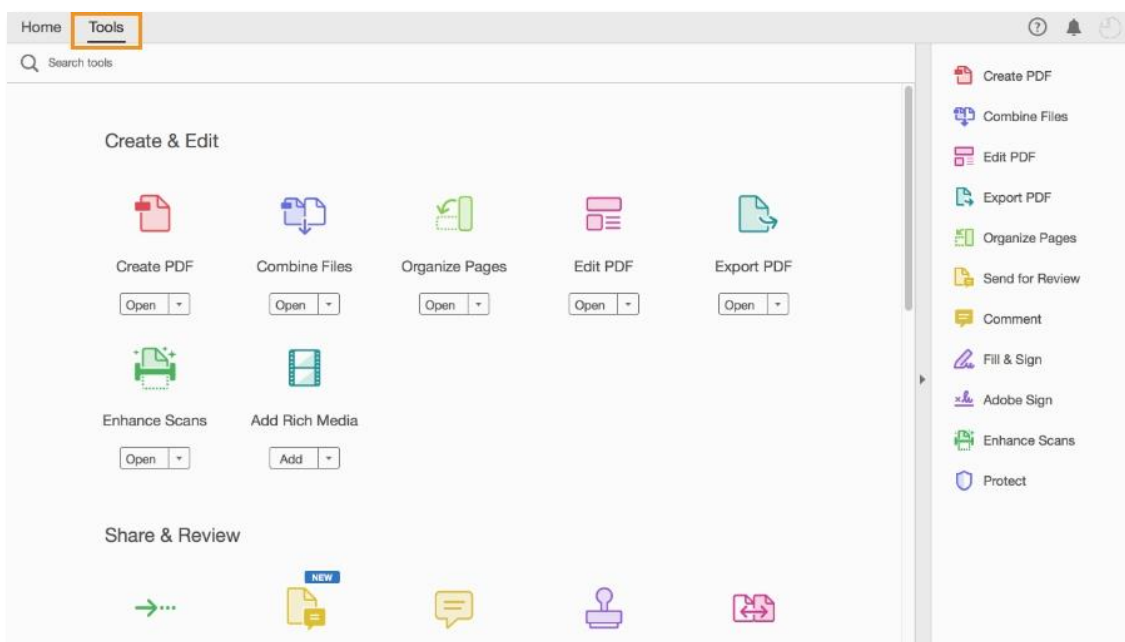 Home Tools
Search tools
Create & Edit
Create PDF Combine Files Organize Pages Edit PDF Export PDF
Open Open Open Open Open
Enhance Scans Add Rich Media
Open Add
Share & Review
NEW
Create PDF
Combine Files
Edit PDF
Export PDF
Organize Pages
Send for Review
Comment
Fill & Sign
Adobe Sign
Enhance Scans
Protect